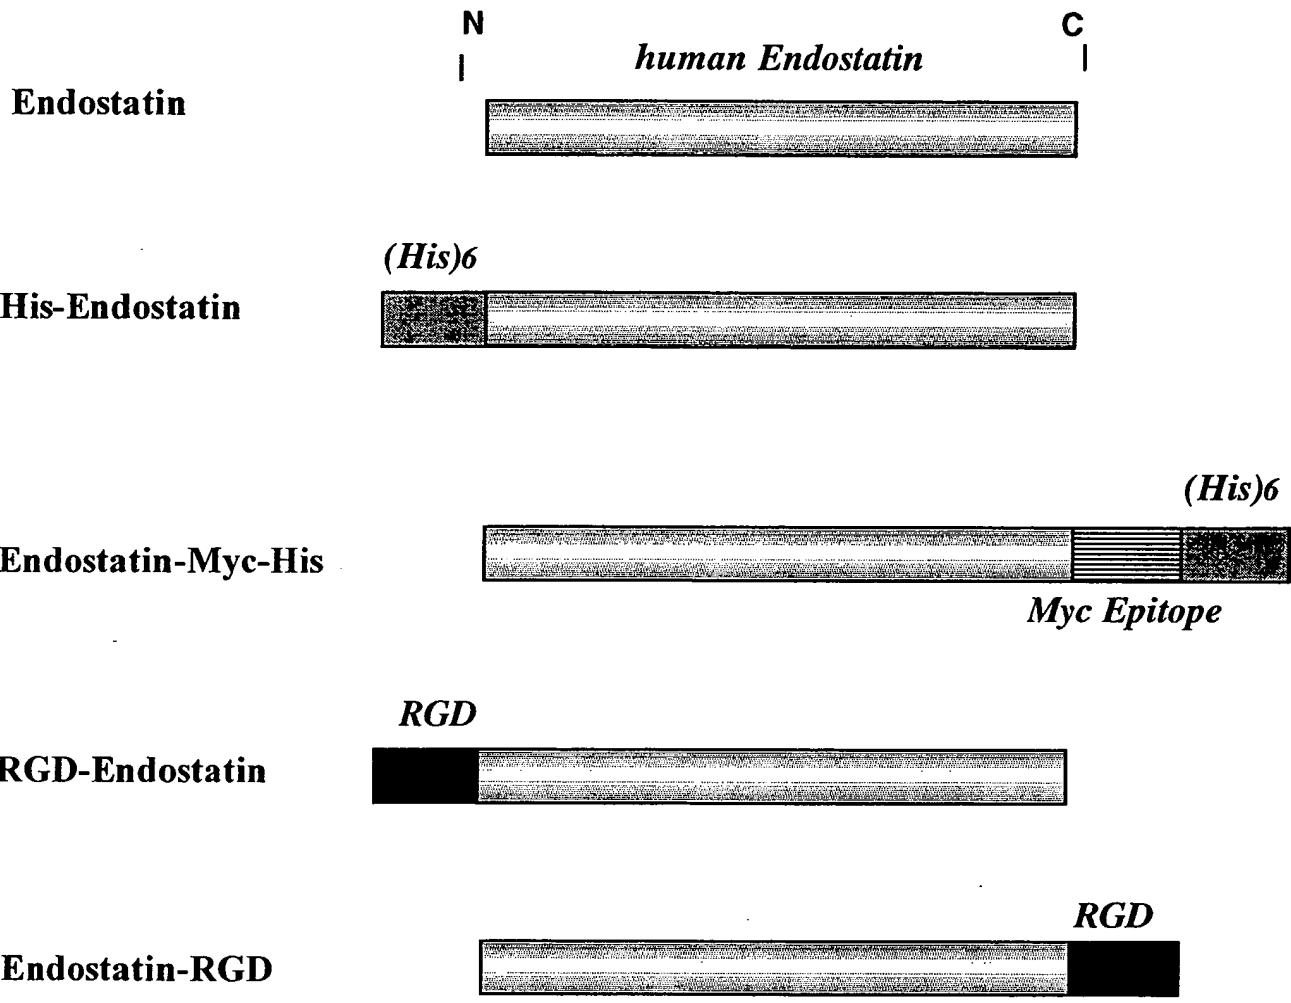 N
C
human Endostatin
Endostatin
(His)6
His-Endostatin
(His)6
Endostatin-Myc-His
Myc Epitope
RGD
RGD-Endostatin
RGD
Endostatin-RGD